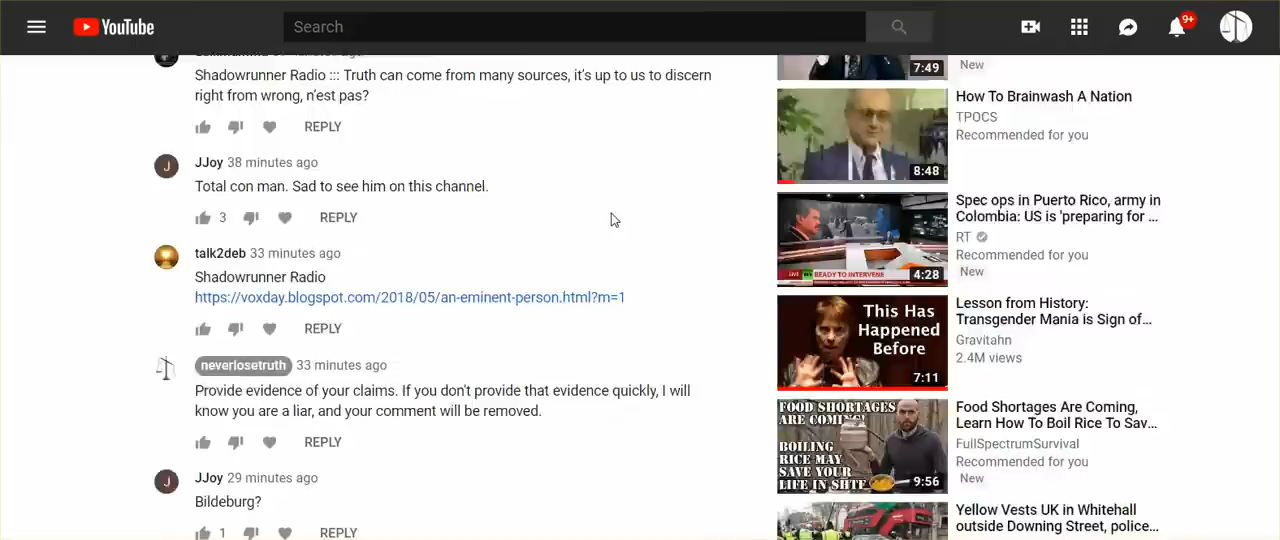 YouTube
Search
9+
Shadowrunner Radio ::: Truth can come from many sources, it's up to us to discern
right from wrong, n'est pas?
REPLY
J
JJoy 38 minutes ago
Total con man. Sad to see him on this channel.
3
REPLY
talk2deb 33 minutes ago
Shadowrunner Radio
https://voxday.blogspot.com/2018/05/an-eminent-person.html?m=1
REPLY
neverlosetruth 33 minutes ago
Provide evidence of your claims. If you don't provide that evidence quickly, I will
know you are a liar, and your comment will be removed.
REPLY
J
JJoy 29 minutes ago
Bildeburg?
1
REPLY
7:49
New
8:48
How To Brainwash A Nation
TPOCS
Recommended for you
READY TO INTERVENE
4:28
Spec ops in Puerto Rico, army in
Colombia: US is 'preparing for ...
RT
Recommended for you
New
This Has
Happened
Before
7:11
Lesson from History:
Transgender Mania is Sign of...
Gravitahn
2.4M views
FOOD SHORTAGES
ARE COMING!
BOILING
RICE MAY
SAVE YOUR
LIFE IN SHTF
9:56
Food Shortages Are Coming,
Learn How To Boil Rice To Sav...
FullSpectrumSurvival
Recommended for you
New
Yellow Vests UK in Whitehall
outside Downing Street, police...